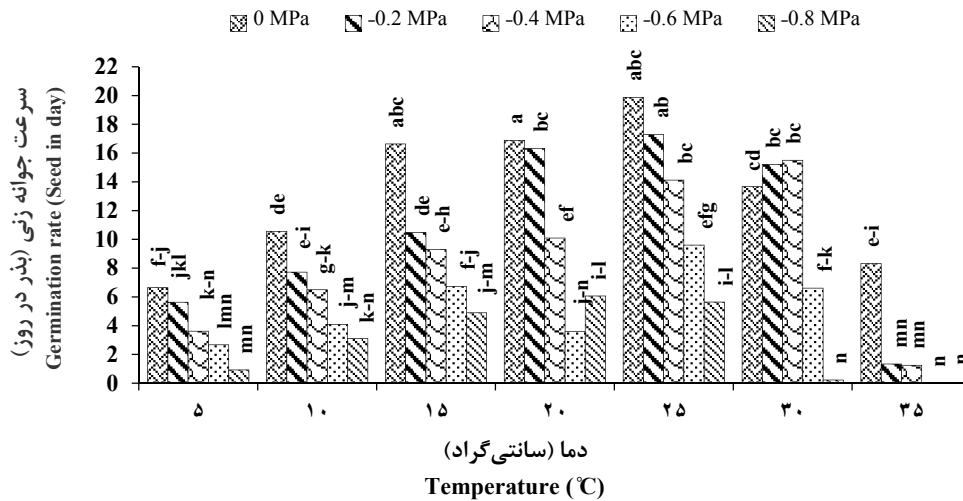 0 MPa -0.2 MPa -0.4 MPa -0.6 MPa -0.8 MPa
سرعت جوانه زنی (بذر در روز)
Germination rate (Seed in day)
22
20
18
16
14
12
10
8
6
4
2
0
f-j jkl k-n lmn mn
de e-i g-k j-m k-n
abc de e-h f-j j-m
a bc ef j-n i-l
abc ab bc efg i-l
cd bc bc f-k n
e-i mn mn n n
۵ ۱۰ ۱۵ ۲۰ ۲۵ ۳۰ ۳۵
دما (سانتی‌گراد)
Temperature (°C)